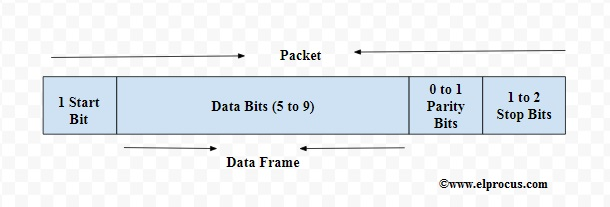 Packet
1 Start
Bit
Data Bits (5 to 9)
0 to 1
Parity
Bits
1 to 2
Stop Bits
Data Frame
©www.elprocus.com